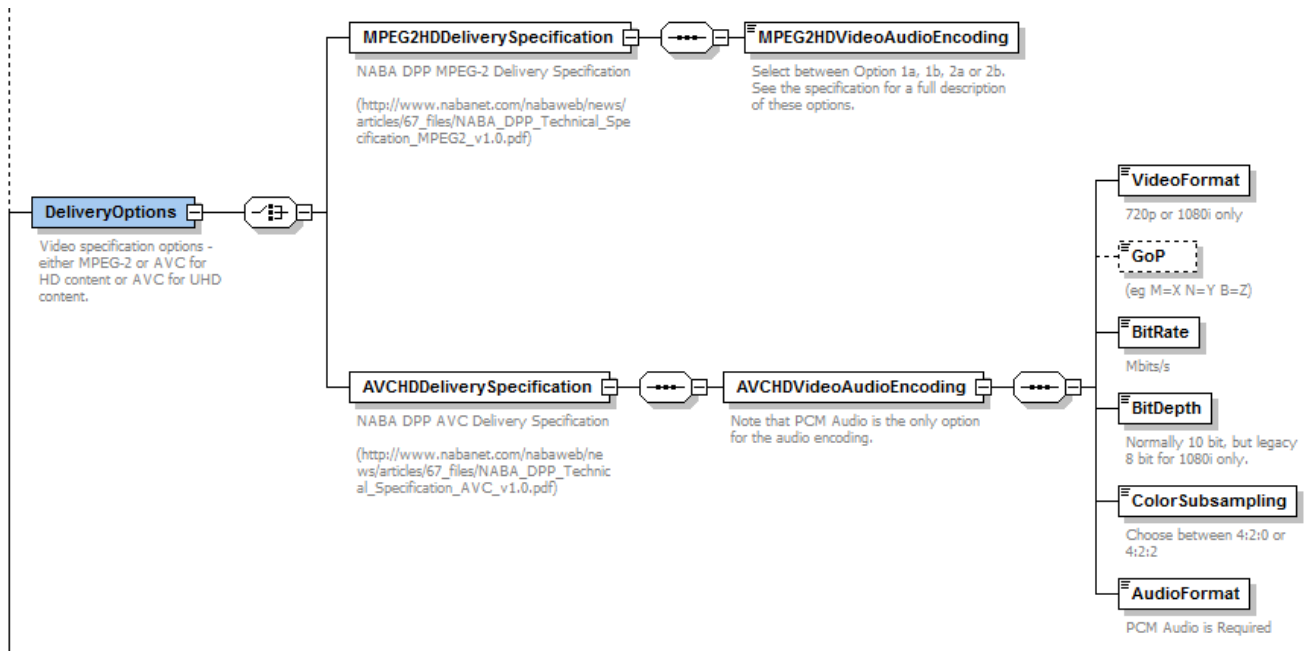 MPEG2HDDeliverySpecification
NABA DPP MPEG-2 Delivery Specification
(http://www.nabanet.com/nabaweb/news/
articles/67_files/NABA_DPP_Technical_Spe
cification_MPEG2_v1.0.pdf)
MPEG2HDVideoAudioEncoding
Select between Option 1a, 1b, 2a or 2b.
See the specification for a full description
of these options.
DeliveryOptions
Video specification options -
either MPEG-2 or AVC for
HD content or AVC for UHD
content.
AVCHDDeliverySpecification
NABA DPP AVC Delivery Specification
(http://www.nabanet.com/nabaweb/ne
ws/articles/67_files/NABA_DPP_Technic
al_Specification_AVC_v1.0.pdf)
AVCHDVideoAudioEncoding
Note that PCM Audio is the only option
for the audio encoding.
VideoFormat
720p or 1080i only
GoP
(eg M=X N=Y B=Z)
BitRate
Mbits/s
BitDepth
Normally 10 bit, but legacy
8 bit for 1080i only.
ColorSubsampling
Choose between 4:2:0 or
4:2:2
AudioFormat
PCM Audio is Required